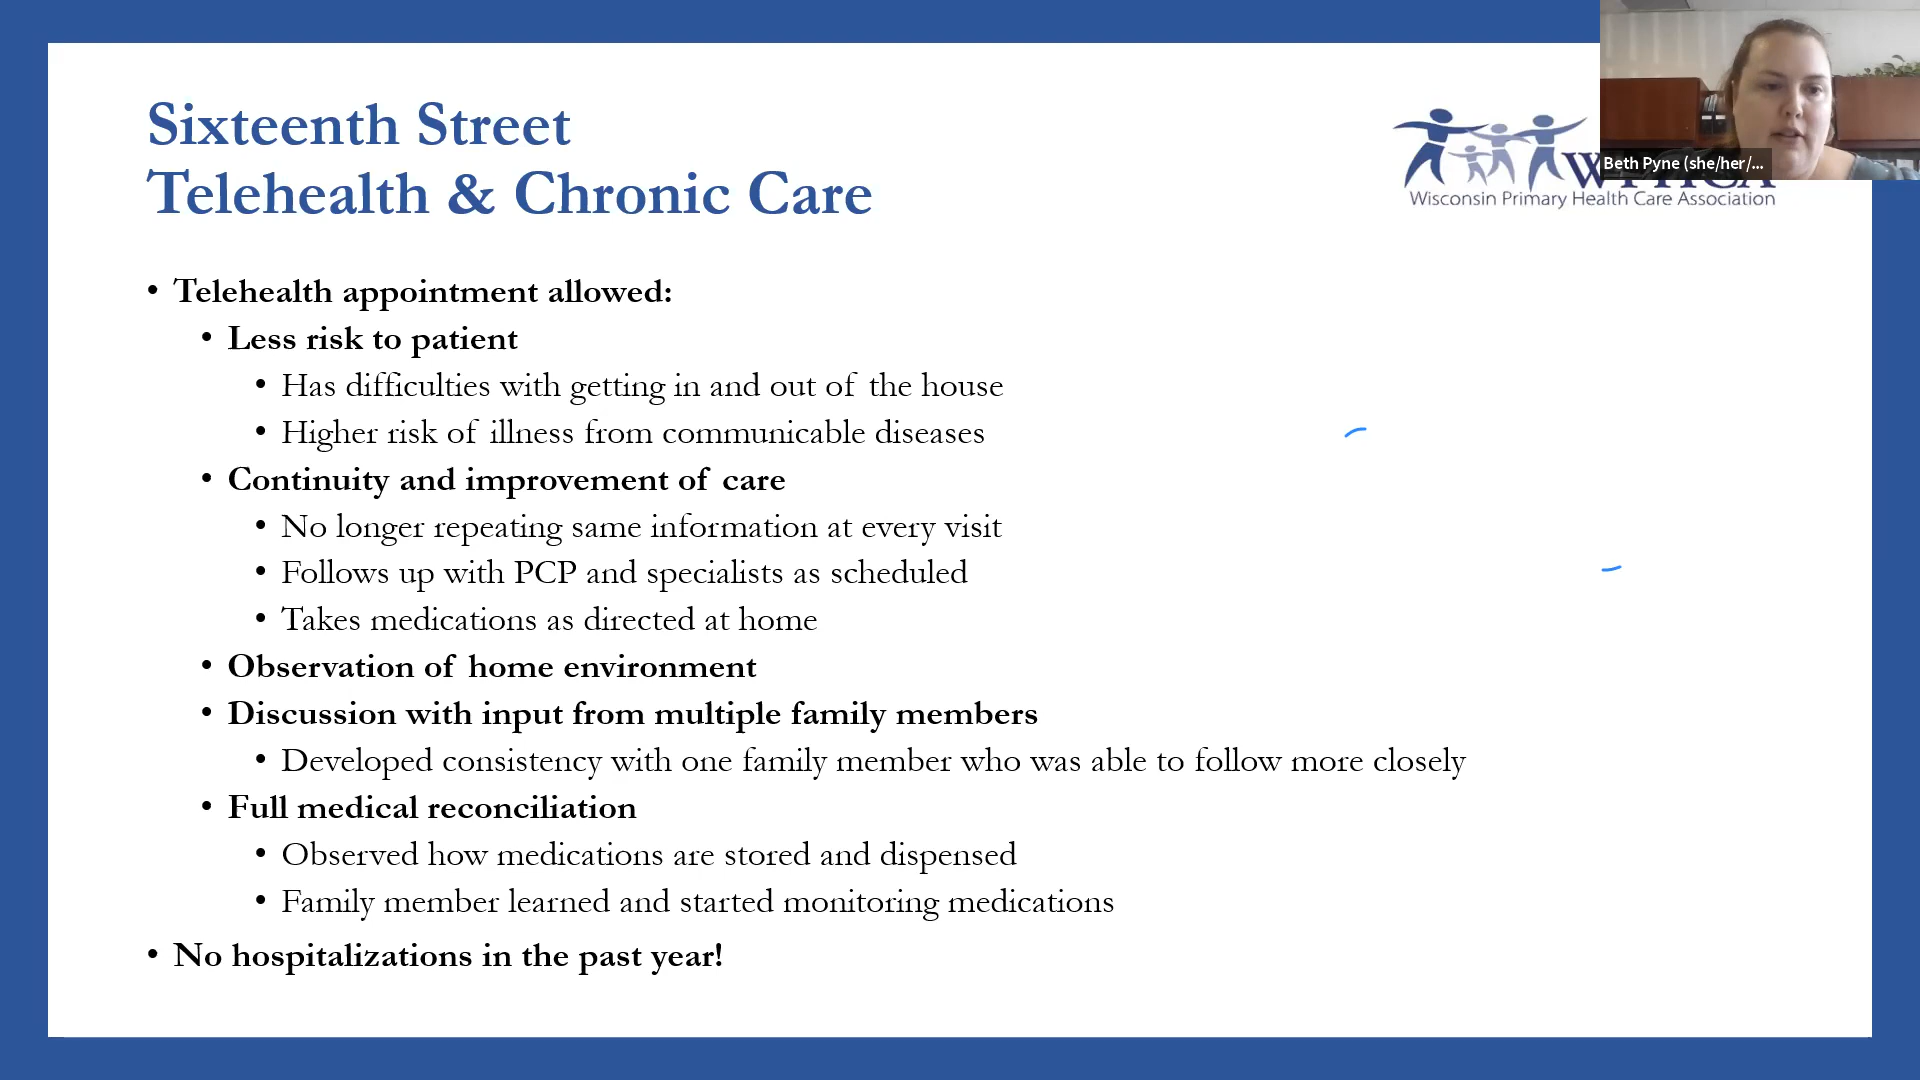 Sixteenth Street
Telehealth & Chronic Care
Beth Pyne (she/her/...
Wisconsin Primary Health Care Association
• Telehealth appointment allowed:
• Less risk to patient
• Has difficulties with getting in and out of the house
• Higher risk of illness from communicable diseases
• Continuity and improvement of care
• No longer repeating same information at every visit
• Follows up with PCP and specialists as scheduled
• Takes medications as directed at home
• Observation of home environment
• Discussion with input from multiple family members
• Developed consistency with one family member who was able to follow more closely
• Full medical reconciliation
• Observed how medications are stored and dispensed
• Family member learned and started monitoring medications
• No hospitalizations in the past year!